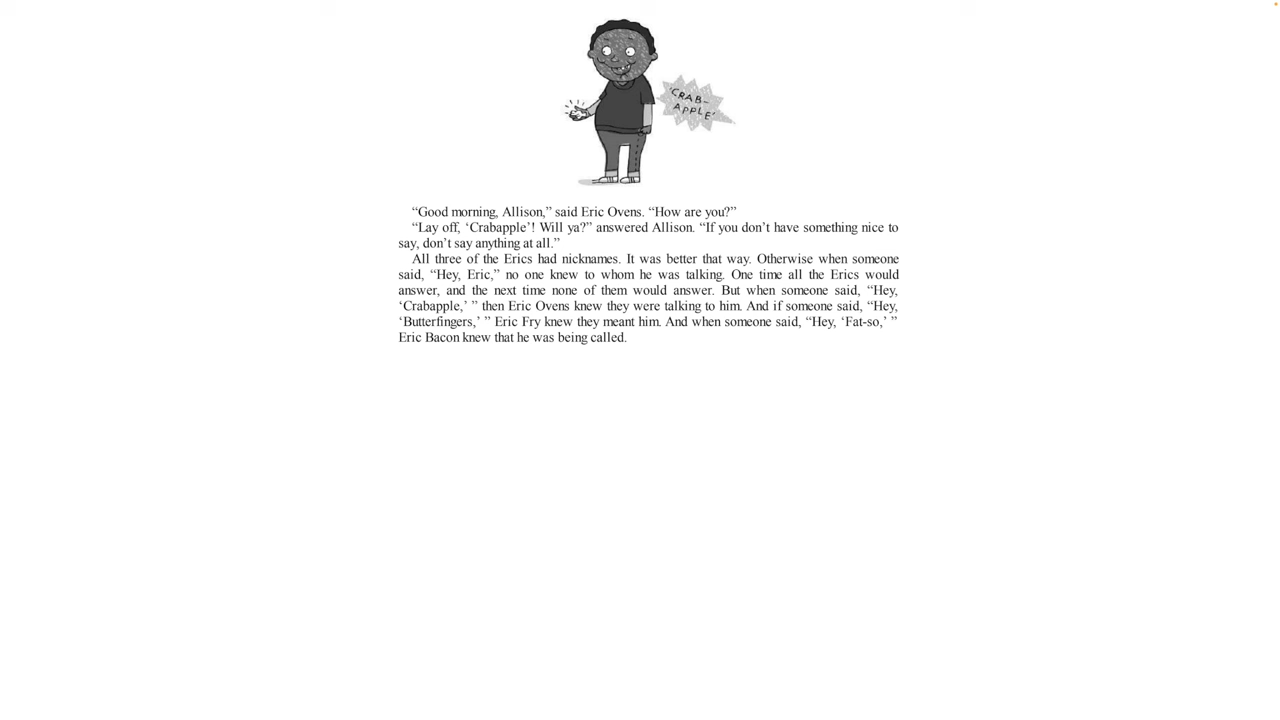 'CRAB-
APPLE'
“Good morning, Allison,” said Eric Ovens. “How are you?”
“Lay off, ‘Crabapple’! Will ya?” answered Allison. “If you don’t have something nice to
say, don’t say anything at all.”
All three of the Erics had nicknames. It was better that way. Otherwise when someone
said, “Hey, Eric,” no one knew to whom he was talking. One time all the Erics would
answer, and the next time none of them would answer. But when someone said, “Hey,
‘Crabapple,’ ” then Eric Ovens knew they were talking to him. And if someone said, “Hey,
‘Butterfingers,’ ” Eric Fry knew they meant him. And when someone said, “Hey, ‘Fat-so,’ ”
Eric Bacon knew that he was being called.